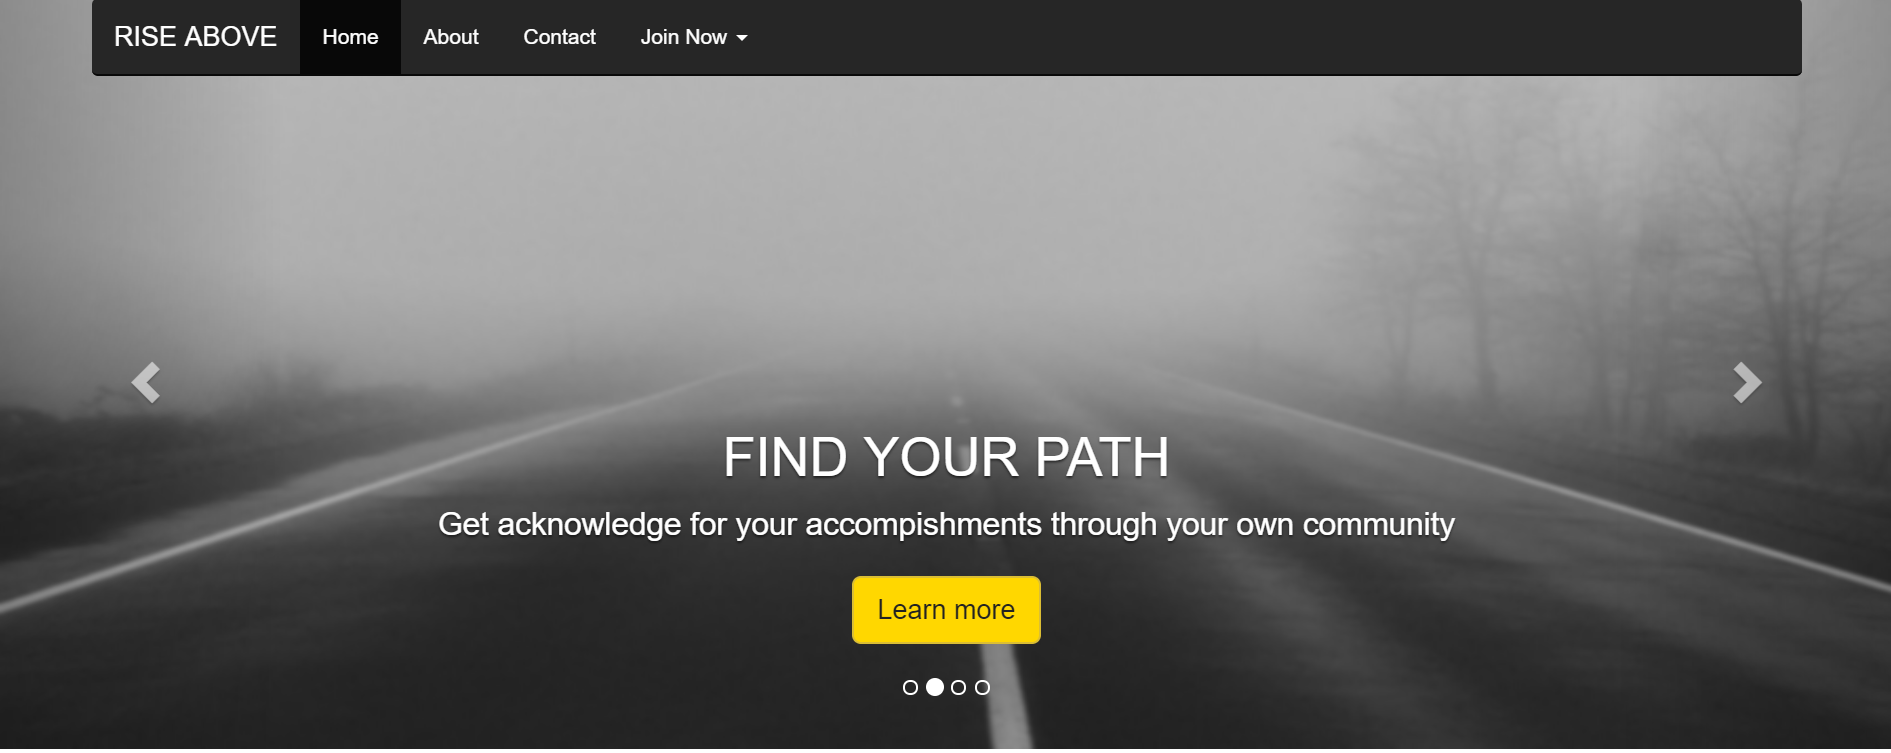 RISE ABOVE Home About Contact Join Now
FIND YOUR PATH
Get acknowledge for your accompishments through your own community
Learn more